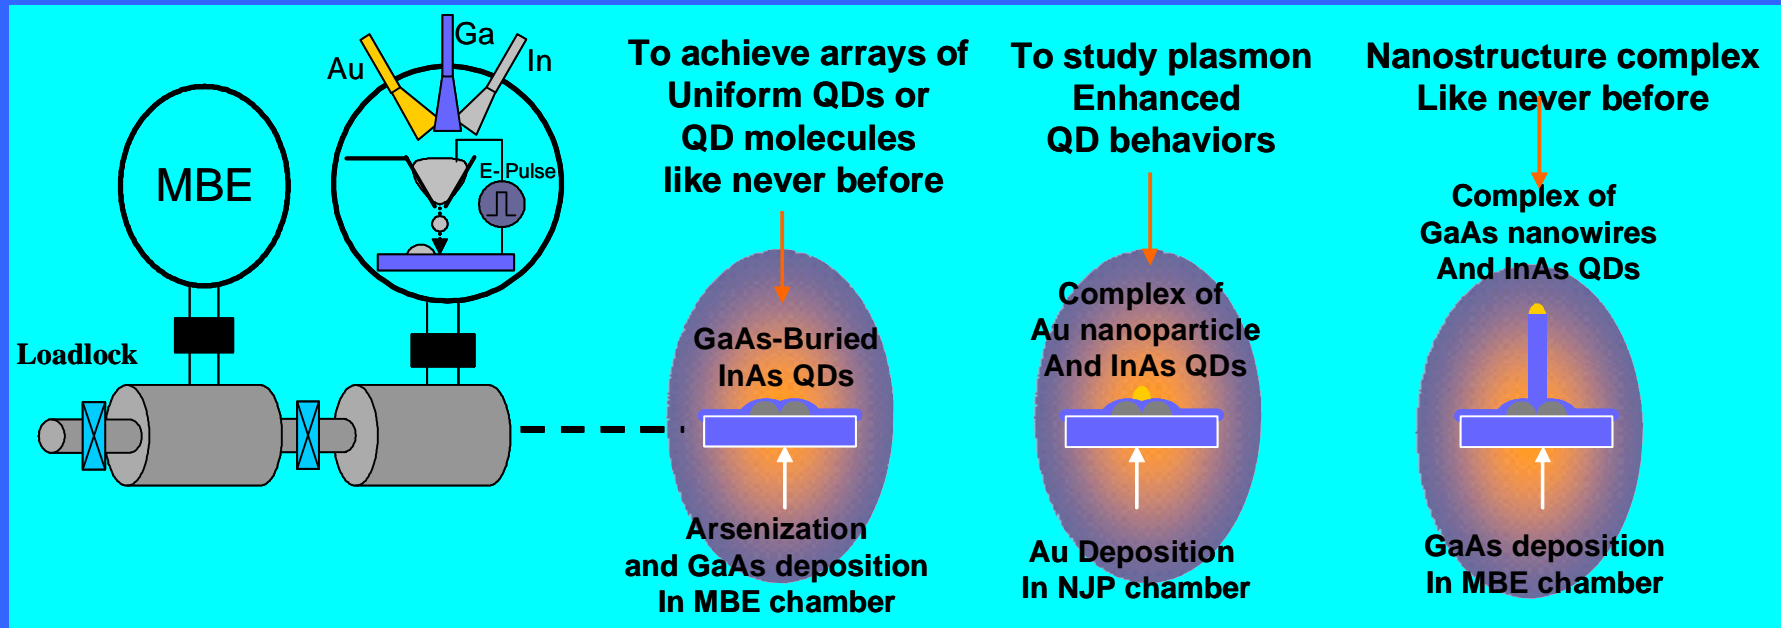 Au
Ga
In
MBE
E- Pulse
Loadlock
To achieve arrays of
Uniform QDs or
QD molecules
like never before
GaAs-Buried
InAs QDs
Arsenization
and GaAs deposition
In MBE chamber
To study plasmon
Enhanced
QD behaviors
Complex of
Au nanoparticle
And InAs QDs
Au Deposition
In NJP chamber
Nanostructure complex
Like never before
Complex of
GaAs nanowires
And InAs QDs
GaAs deposition
In MBE chamber